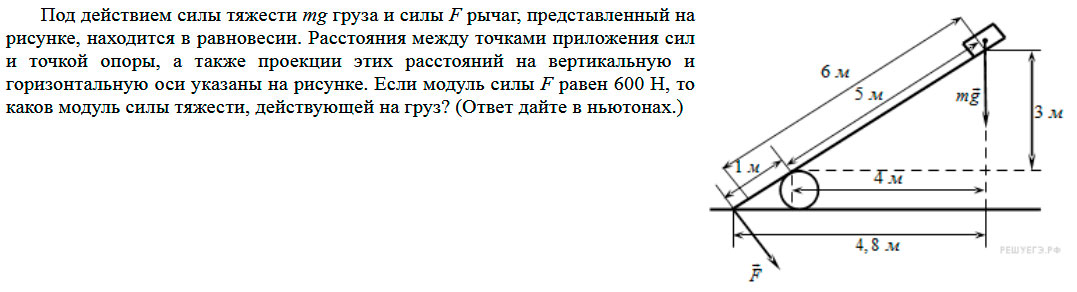 Под действием силы тяжести mg груза и силы F рычаг, представленный на
рисунке, находится в равновесии. Расстояния между точками приложения сил
и точкой опоры, а также проекции этих расстояний на вертикальную и
горизонтальную оси указаны на рисунке. Если модуль силы F равен 600 Н, то
каков модуль силы тяжести, действующей на груз? (Ответ дайте в ньютонах.)
6 м
5 м
mg⃗
3 м
1 м
4 м
4,8 м
F⃗
РЕШУЕГЭ.РФ